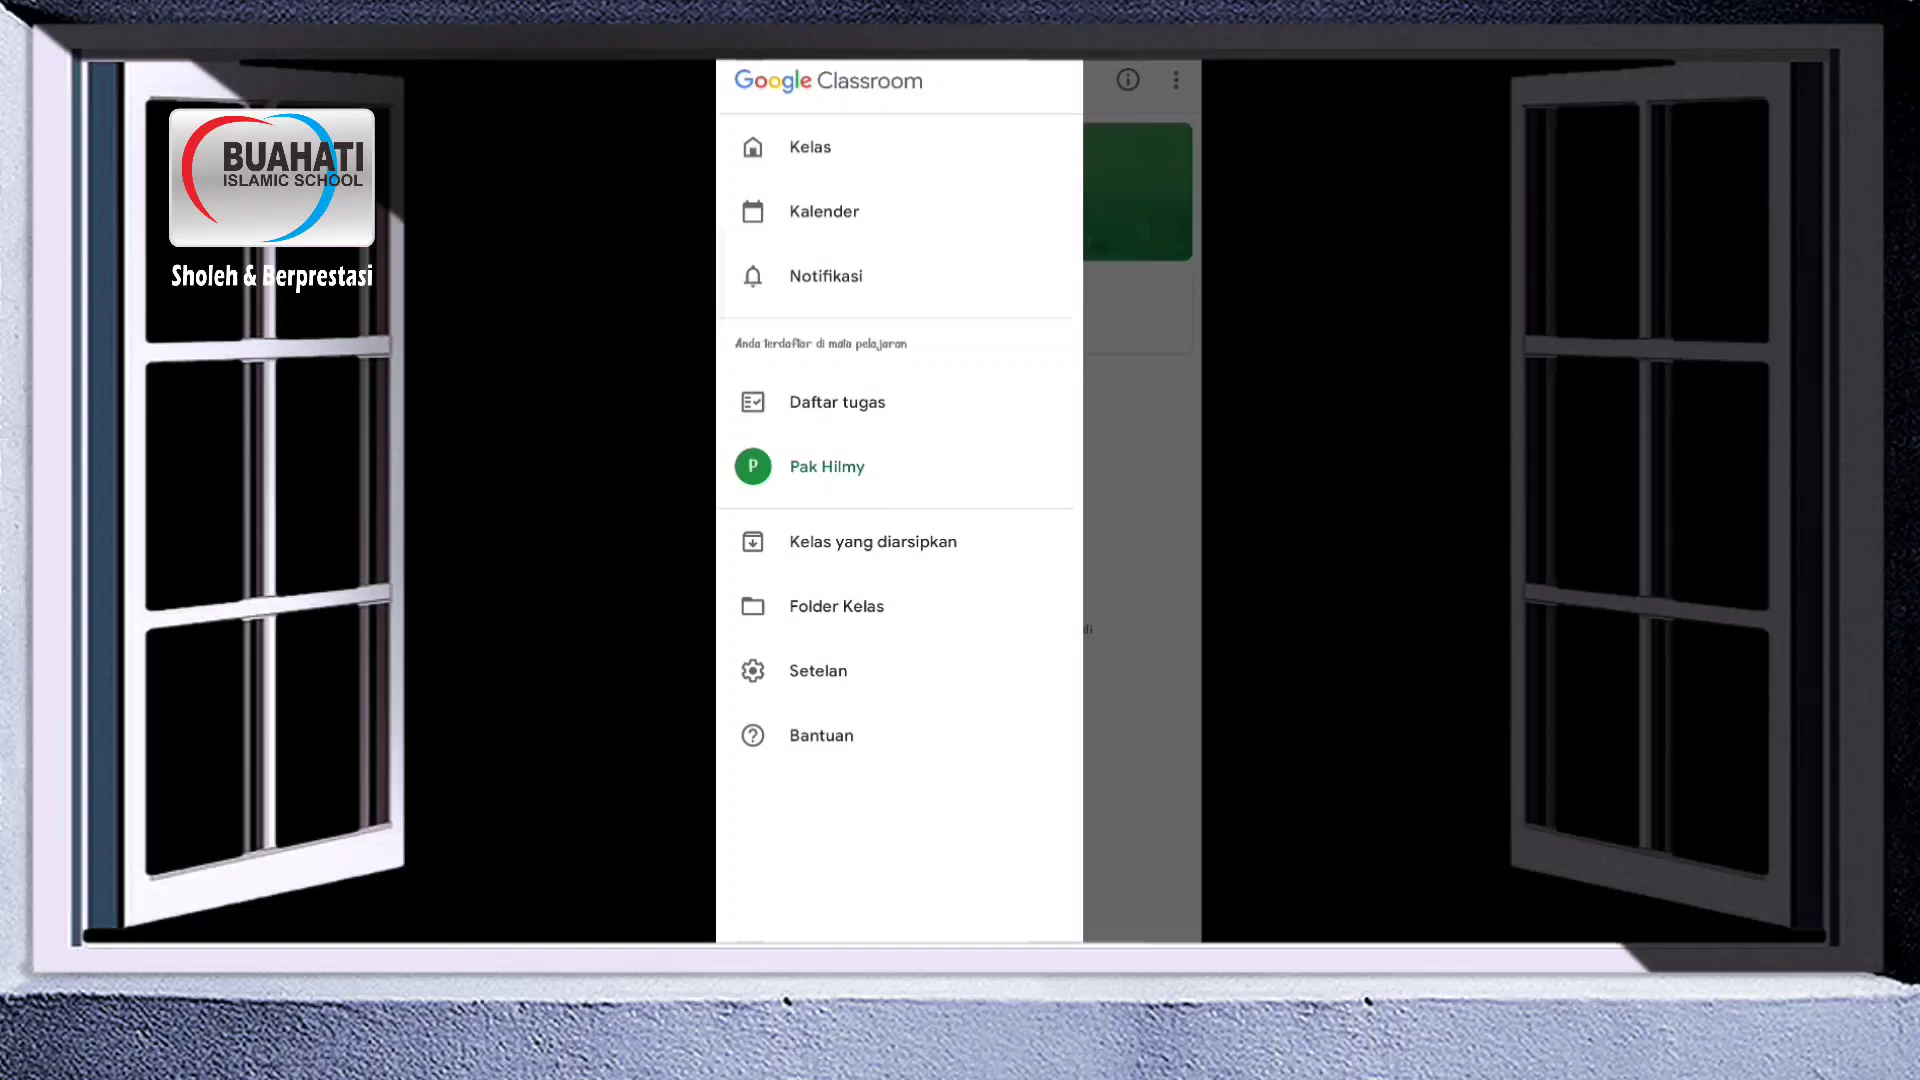 BUAHATI
ISLAMIC SCHOOL
Sholeh & Berprestasi
Google Classroom
Kelas
Kalender
Notifikasi
Anda terdaftar di mata pelajaran
Daftar tugas
P
Pak Hilmy
Kelas yang diarsipkan
Folder Kelas
Setelan
Bantuan